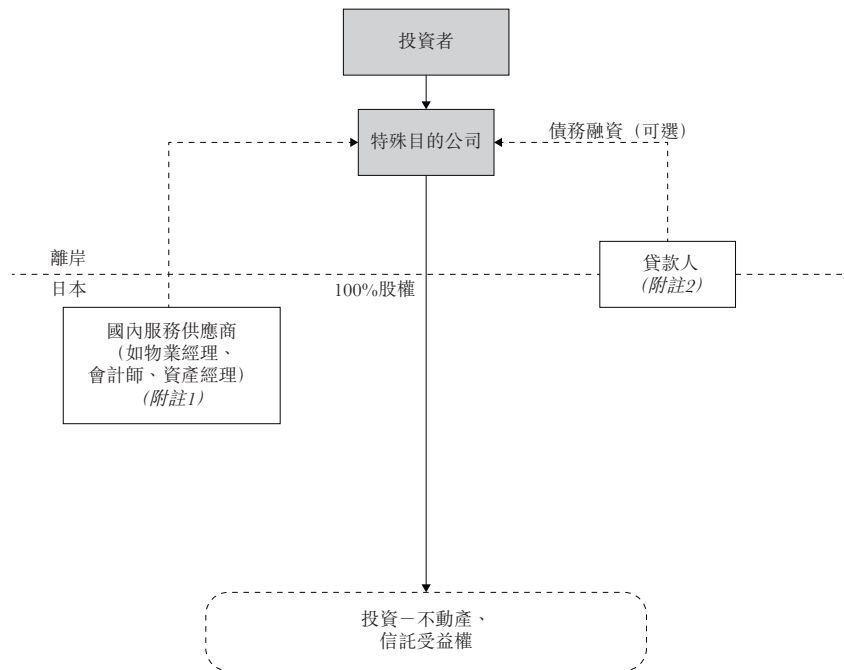 投資者
特殊目的公司
債務融資（可選）
離岸
貸款人
（附註2）
日本
100%股權
國內服務供應商
（如物業經理、
會計師、資產經理）
（附註1）
投資－不動產、
信託受益權